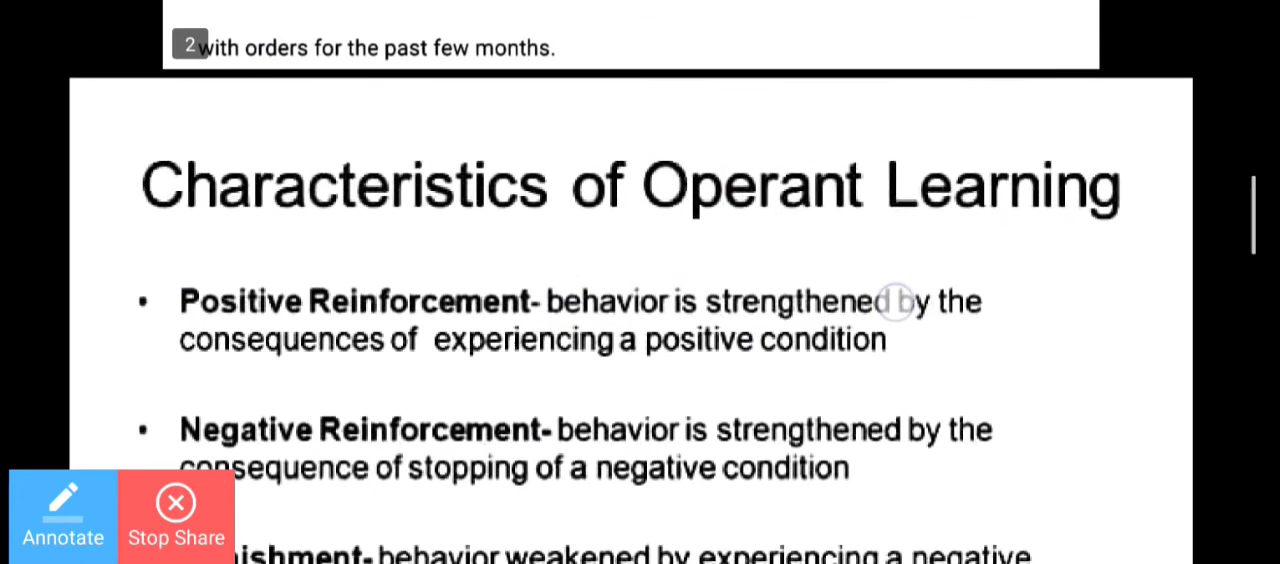 2 with orders for the past few months.
Characteristics of Operant Learning
• Positive Reinforcement- behavior is strengthened by the
consequences of experiencing a positive condition
• Negative Reinforcement- behavior is strengthened by the
consequence of stopping of a negative condition
Annotate
Stop Share
ishment- behavior weakened by experiencing a negative